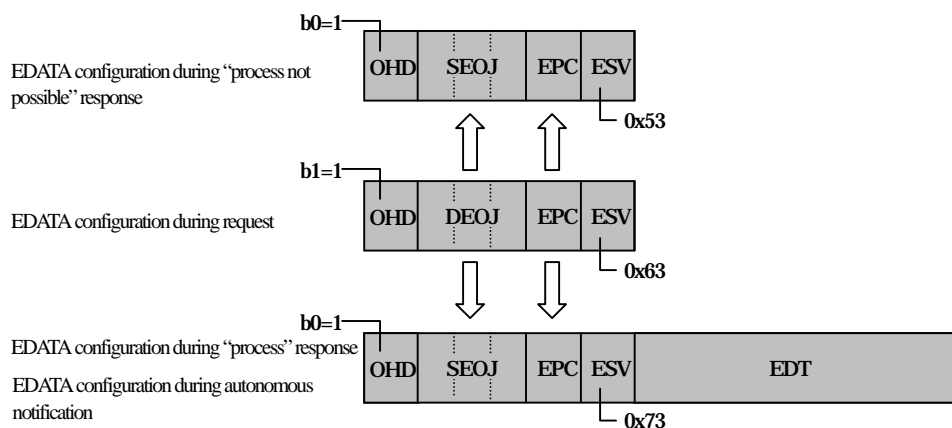 b0=1
OHD SEOJ EPC ESV
EDATA configuration during “process not
possible” response
0x53
b1=1
OHD DEOJ EPC ESV
EDATA configuration during request
0x63
b0=1
EDATA configuration during “process” response
OHD SEOJ EPC ESV EDT
EDATA configuration during autonomous
notification
0x73